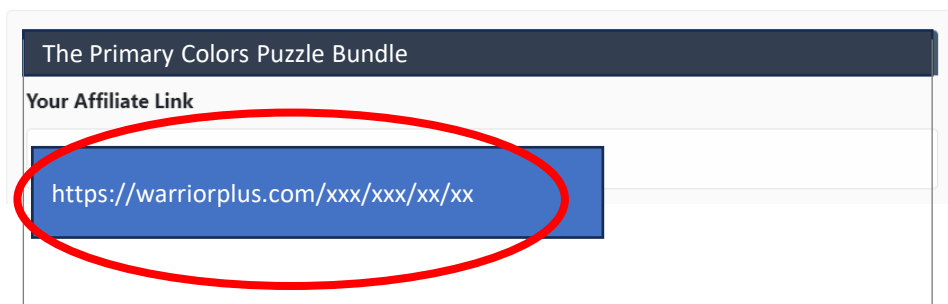 The Primary Colors Puzzle Bundle
Your Affiliate Link
https://warriorplus.com/xxx/xxx/xx/xx